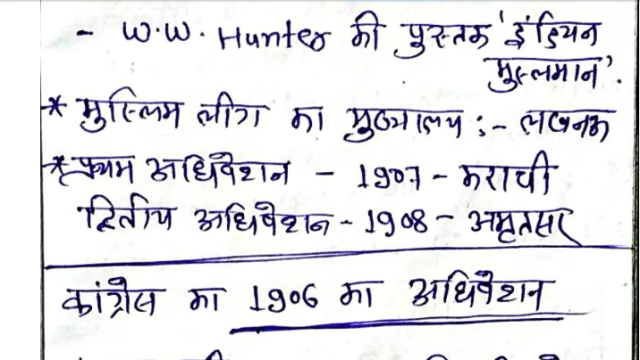 - W.W. Hunter की पुस्तक 'इंडियन
मुसलमान'.
* मुस्लिम लीग का मुख्यालय :- लखनऊ
* प्रथम अधिवेशन - 1907 - कराची
द्वितीय अधिवेशन - 1908 - अमृतसर
कांग्रेस का 1906 का अधिवेशन